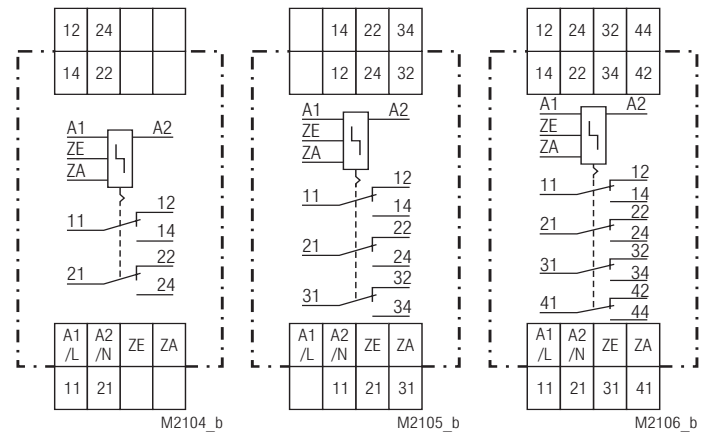 12 24
14 22
A1 A2
ZE
ZA
11 12
14
21 22
24
A1 /L A2 /N ZE ZA
11 21
M2104_b
14 22 34
12 24 32
A1 A2
ZE
ZA
11 12
14
21 22
24
31 32
34
A1 /L A2 /N ZE ZA
11 21 31
M2105_b
12 24 32 44
14 22 34 42
A1 A2
ZE
ZA
11 12
14
21 22
24
31 32
34
41 42
44
A1 /L A2 /N ZE ZA
11 21 31 41
M2106_b